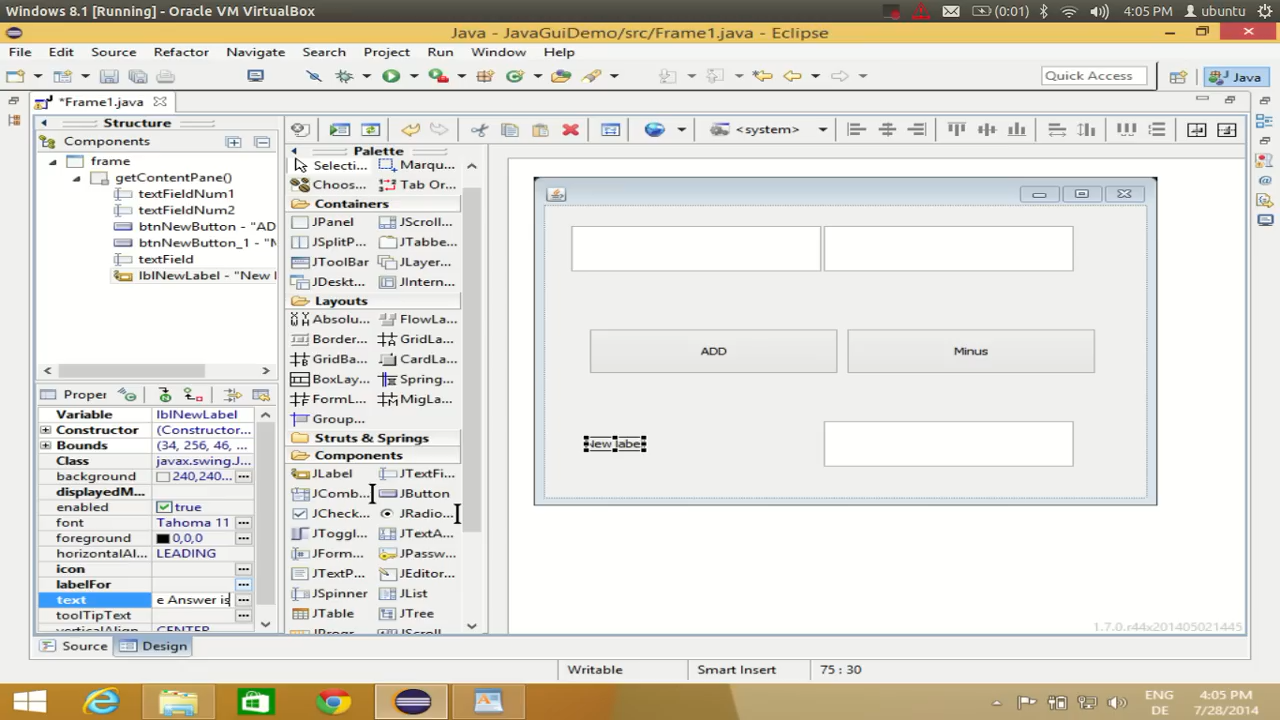 Windows 8.1 [Running] - Oracle VM VirtualBox
(0:01) 4:05 PM ubuntu
Java - JavaGuiDemo/src/Frame1.java - Eclipse
File Edit Source Refactor Navigate Search Project Run Window Help
Quick Access Java
*Frame1.java
Structure
Components
frame
getContentPane()
textFieldNum1
textFieldNum2
btnNewButton - "AD
btnNewButton_1 - "M
textField
lblNewLabel - "New l
Proper
Variable lblNewLabel
Constructor (Constructor...
Bounds (34, 256, 46, ...
Class javax.swing.J...
background 240,240...
displayedM...
enabled true
font Tahoma 11
foreground 0,0,0
horizontalAl... LEADING
icon
labelFor
text e Answer is
toolTipText
verticalAlign CENTER
Source Design
<system>
Palette
Selecti... Marqu...
Choos... Tab Or...
Containers
JPanel JScroll...
JSplitP... JTabbe...
JToolBar JLayer...
JDeskt... JIntern...
Layouts
Absolu... FlowLa...
Border... GridLa...
GridBa... CardLa...
BoxLay... Spring...
FormL... MigLa...
Group...
Struts & Springs
Components
JLabel JTextFi...
JComb... JButton
JCheck... JRadio...
JToggl... JTextA...
JForm... JPassw...
JTextP... JEditor...
JSpinner JList
JTable JTree
JProgr... JScroll...
ADD Minus
New label
1.7.0.r44x201405021445
Writable Smart Insert 75 : 30
ENG 4:05 PM
DE 7/28/2014